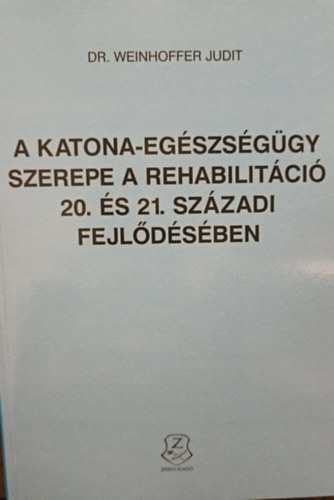 DR. WEINHOFFER JUDIT
A KATONA-EGÉSZSÉGÜGY
SZEREPE A REHABILITÁCIÓ
20. ÉS 21. SZÁZADI
FEJLŐDÉSÉBEN
Z